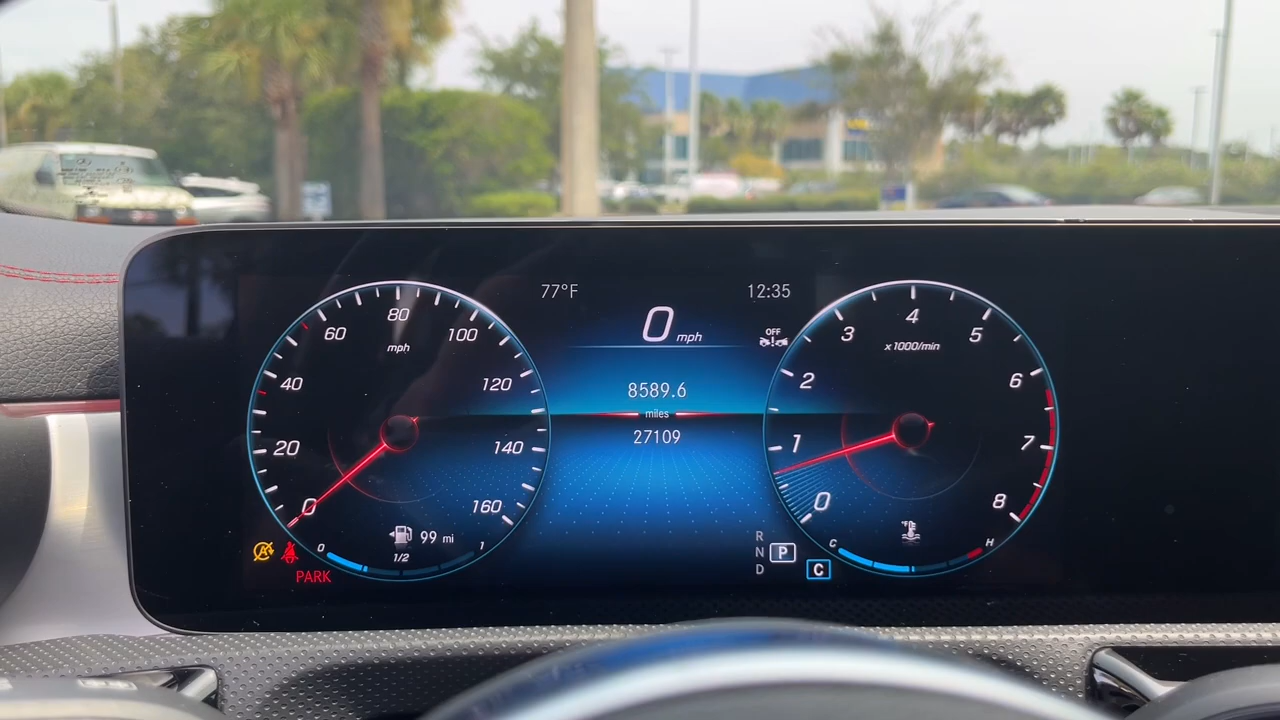 77°F
12:35
0 mph
OFF
8589.6
miles
27109
0
20
40
60
80
100
120
140
160
mph
99 mi
0
1/2
1
A
PARK
0
1
2
3
4
5
6
7
8
x1000/min
°F
C
H
R
N
P
D
C